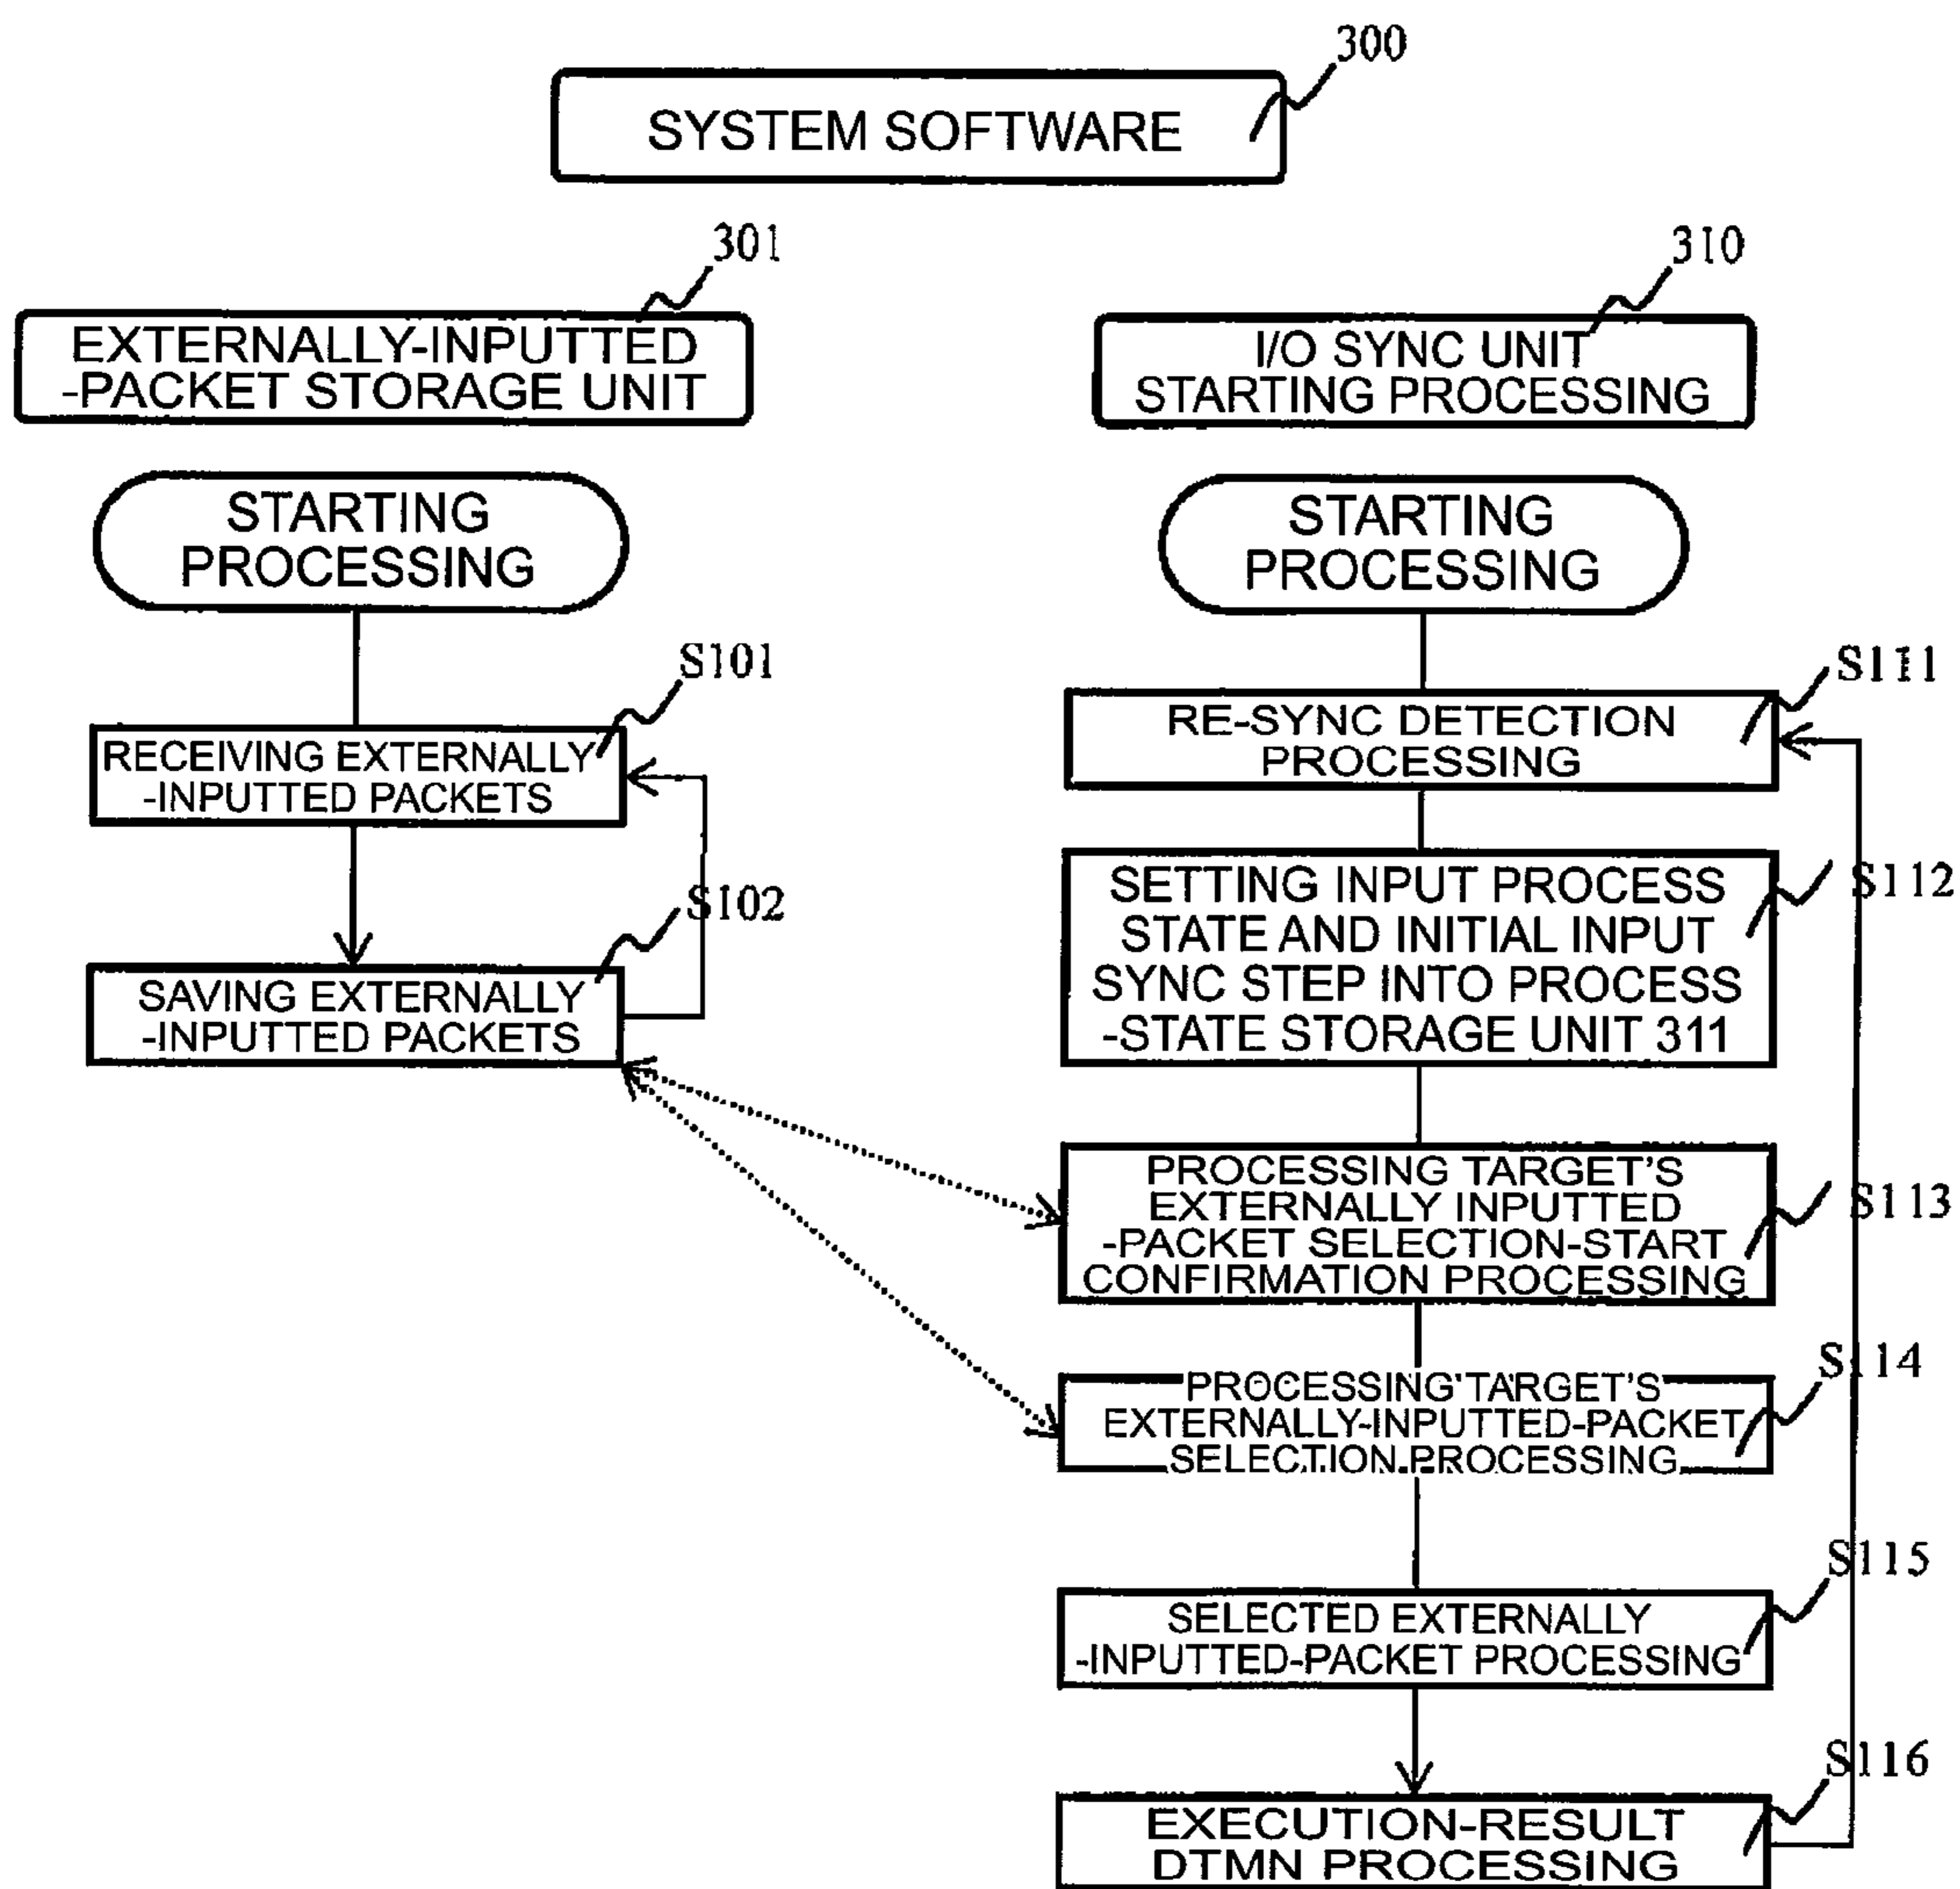 300
SYSTEM SOFTWARE
301
EXTERNALLY-INPUTTED
-PACKET STORAGE UNIT
310
I/O SYNC UNIT
STARTING PROCESSING
STARTING
PROCESSING
S101
RECEIVING EXTERNALLY
-INPUTTED PACKETS
S102
SAVING EXTERNALLY
-INPUTTED PACKETS
STARTING
PROCESSING
S111
RE-SYNC DETECTION
PROCESSING
S112
SETTING INPUT PROCESS
STATE AND INITIAL INPUT
SYNC STEP INTO PROCESS
-STATE STORAGE UNIT 311
S113
PROCESSING TARGET'S
EXTERNALLY INPUTTED
-PACKET SELECTION-START
CONFIRMATION PROCESSING
S114
PROCESSING TARGET'S
EXTERNALLY-INPUTTED-PACKET
SELECTION PROCESSING
S115
SELECTED EXTERNALLY
-INPUTTED-PACKET PROCESSING
S116
EXECUTION-RESULT
DTMN PROCESSING